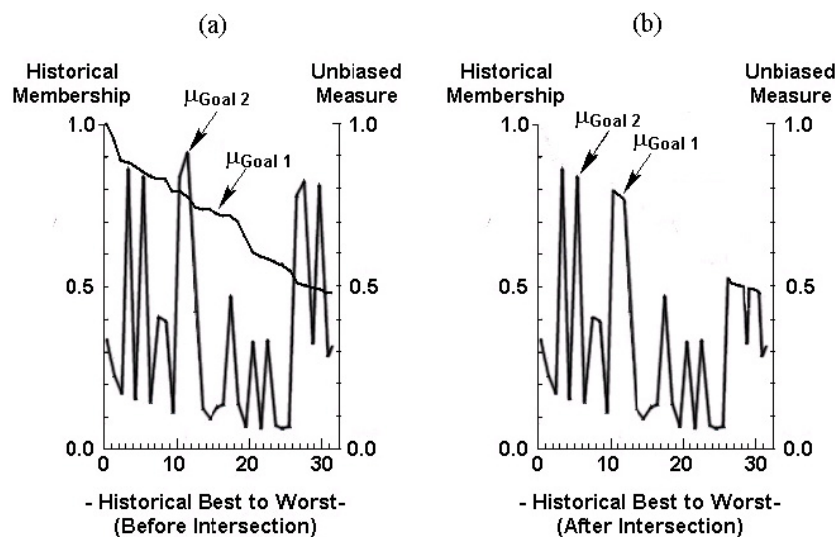 (a)
Historical
Membership
Unbiased
Measure
μGoal 2
μGoal 1
1.0
0.5
0.0
1.0
0.5
0.0
0
10
20
30
- Historical Best to Worst-
(Before Intersection)
(b)
Historical
Membership
Unbiased
Measure
μGoal 2
μGoal 1
1.0
0.5
0.0
1.0
0.5
0.0
0
10
20
30
- Historical Best to Worst-
(After Intersection)